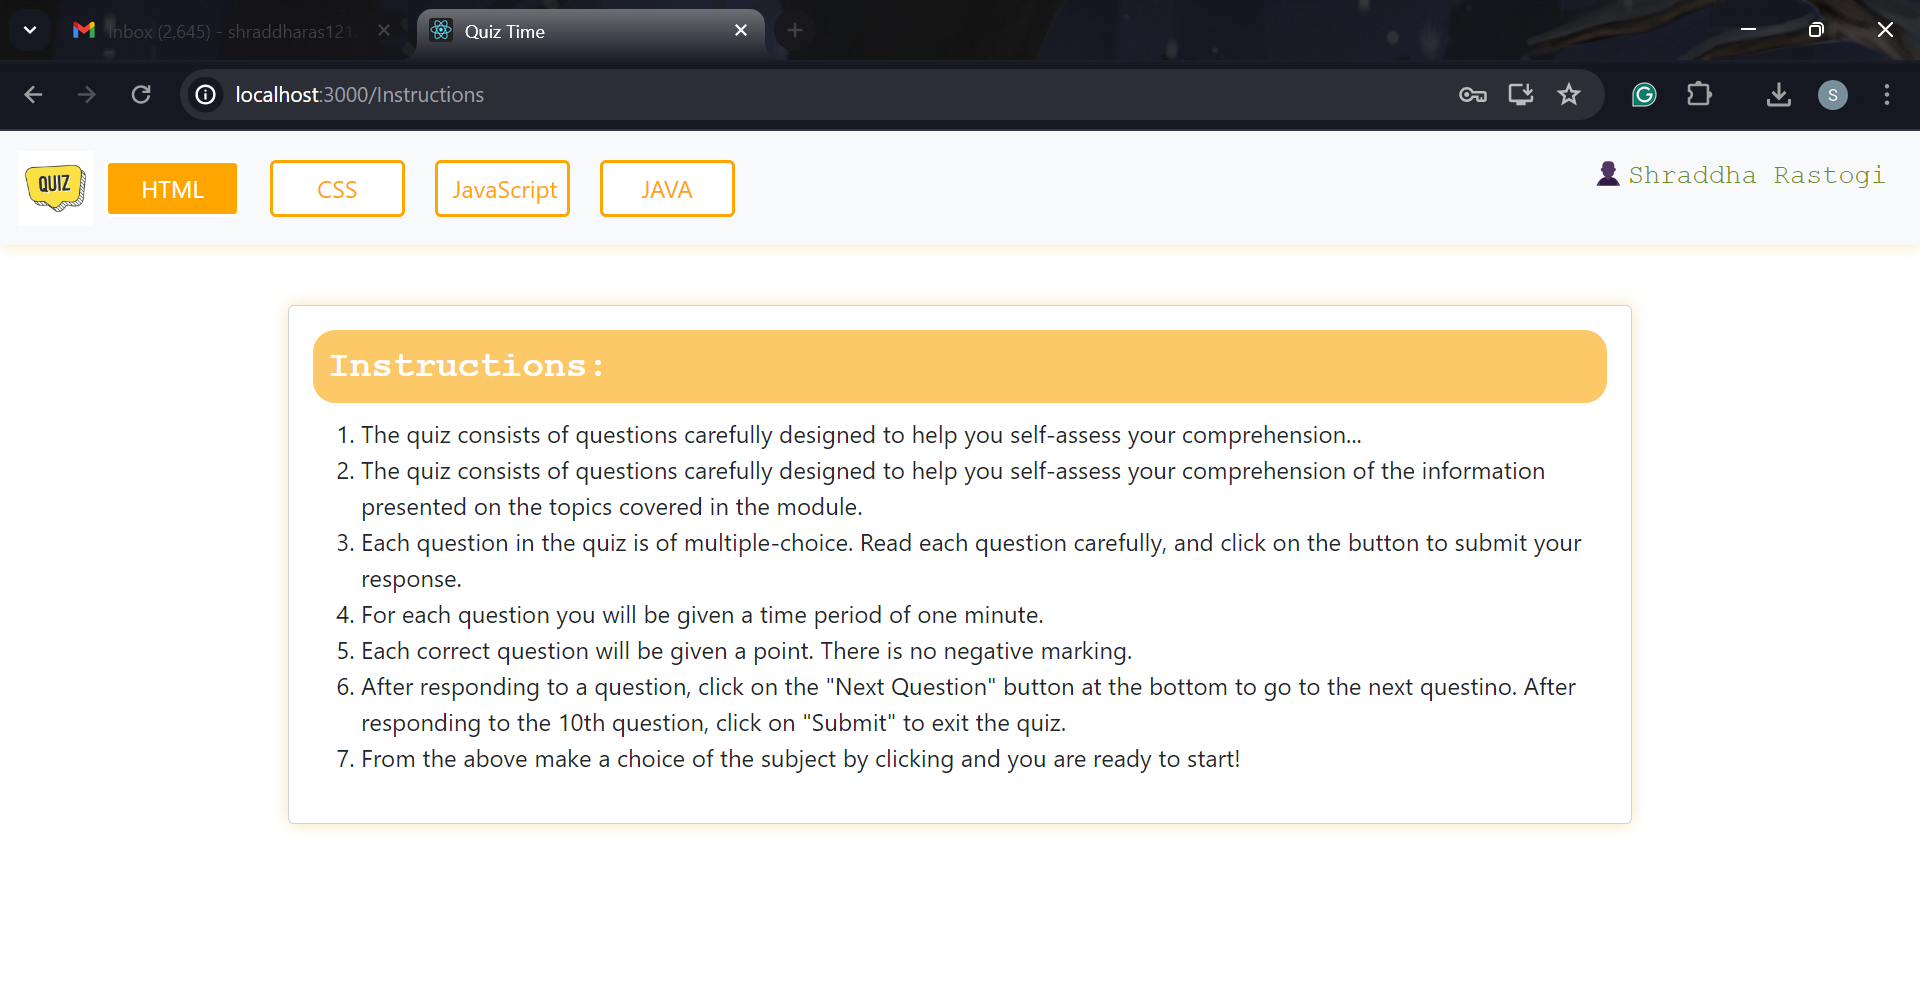 Inbox (2,645) - shraddharas121
Quiz Time
localhost:3000/Instructions
S
QUIZ
HTML
CSS
JavaScript
JAVA
Shraddha Rastogi
Instructions:
1. The quiz consists of questions carefully designed to help you self-assess your comprehension...
2. The quiz consists of questions carefully designed to help you self-assess your comprehension of the information
presented on the topics covered in the module.
3. Each question in the quiz is of multiple-choice. Read each question carefully, and click on the button to submit your
response.
4. For each question you will be given a time period of one minute.
5. Each correct question will be given a point. There is no negative marking.
6. After responding to a question, click on the "Next Question" button at the bottom to go to the next questino. After
responding to the 10th question, click on "Submit" to exit the quiz.
7. From the above make a choice of the subject by clicking and you are ready to start!